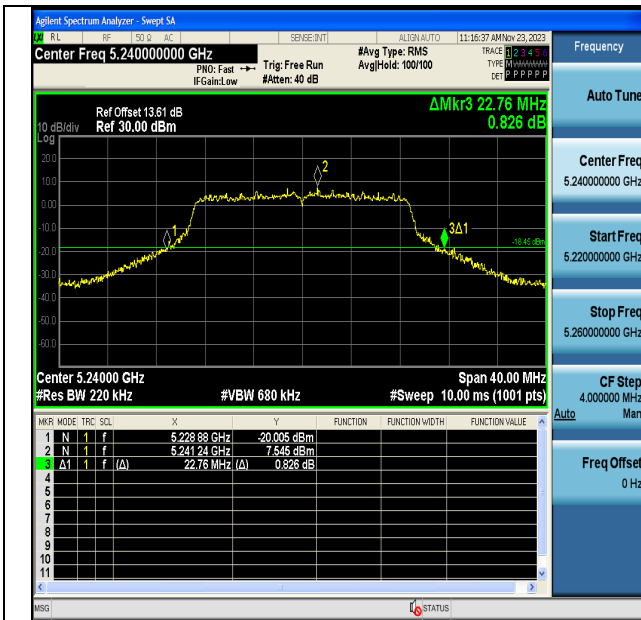 Agilent Spectrum Analyzer - Swept SA
RL RF 50 Ω AC SENSE:INT ALIGN AUTO 11:16:37 AM Nov 23, 2023
Center Freq 5.240000000 GHz
#Avg Type: RMS
TRACE 1 2 3 4 5 6
PNO: Fast Trig: Free Run
Avg|Hold: 100/100
TYPE M
IFGain:Low #Atten: 40 dB
DET P P P P P P
Frequency
Auto Tune
Center Freq
5.240000000 GHz
Start Freq
5.220000000 GHz
Stop Freq
5.260000000 GHz
CF Step
4.000000 MHz
Auto Man
Freq Offset
0 Hz
ΔMkr3 22.76 MHz
0.826 dB
Ref Offset 13.61 dB
10 dB/div Ref 30.00 dBm
Log
20.0
10.0
0.00
-10.0
-20.0
-30.0
-40.0
-50.0
-60.0
1
2
3Δ1
-18.45 dBm
Center 5.24000 GHz Span 40.00 MHz
#Res BW 220 kHz #VBW 680 kHz #Sweep 10.00 ms (1001 pts)
MKR MODE TRC SCL X Y FUNCTION FUNCTION WIDTH FUNCTION VALUE
1 N 1 f 5.228 88 GHz -20.005 dBm
2 N 1 f 5.241 24 GHz 7.545 dBm
3 Δ1 1 f (Δ) 22.76 MHz (Δ) 0.826 dB
4
5
6
7
8
9
10
11
MSG STATUS